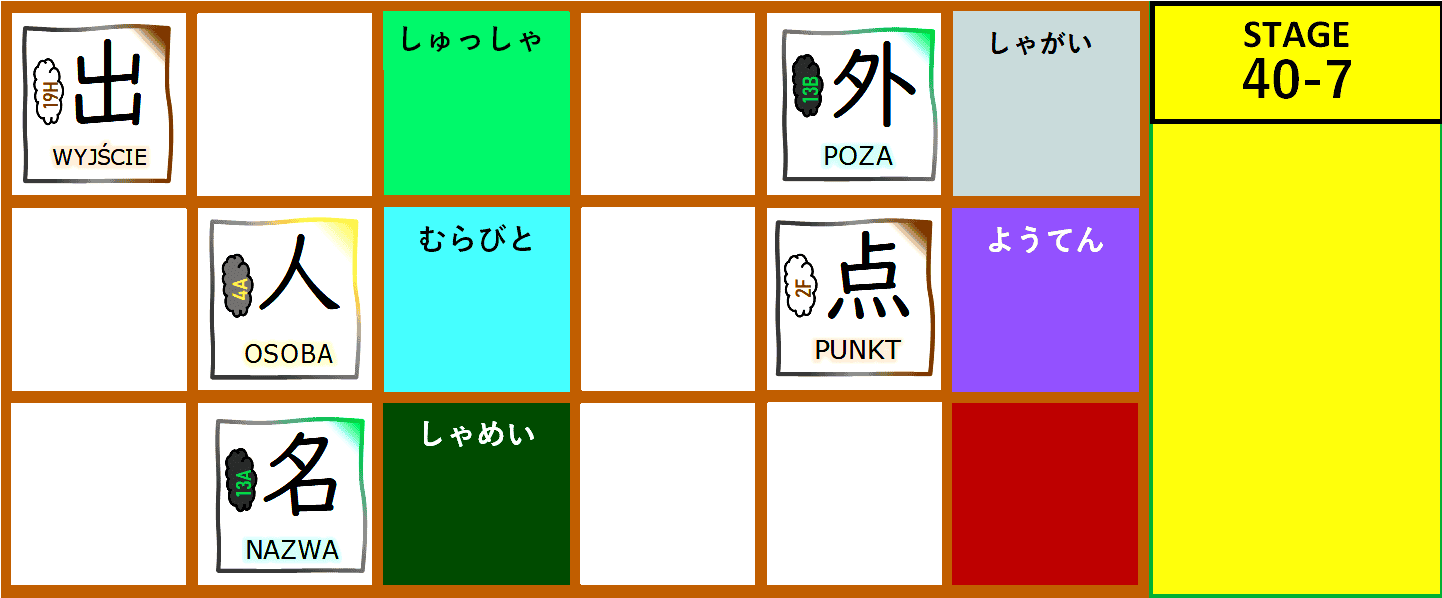 出
19H
WYJŚCIE
しゅっしゃ
外
13B
POZA
しゃがい
STAGE
40-7
人
4A
OSOBA
むらびと
点
2F
PUNKT
ようてん
名
13A
NAZWA
しゃめい